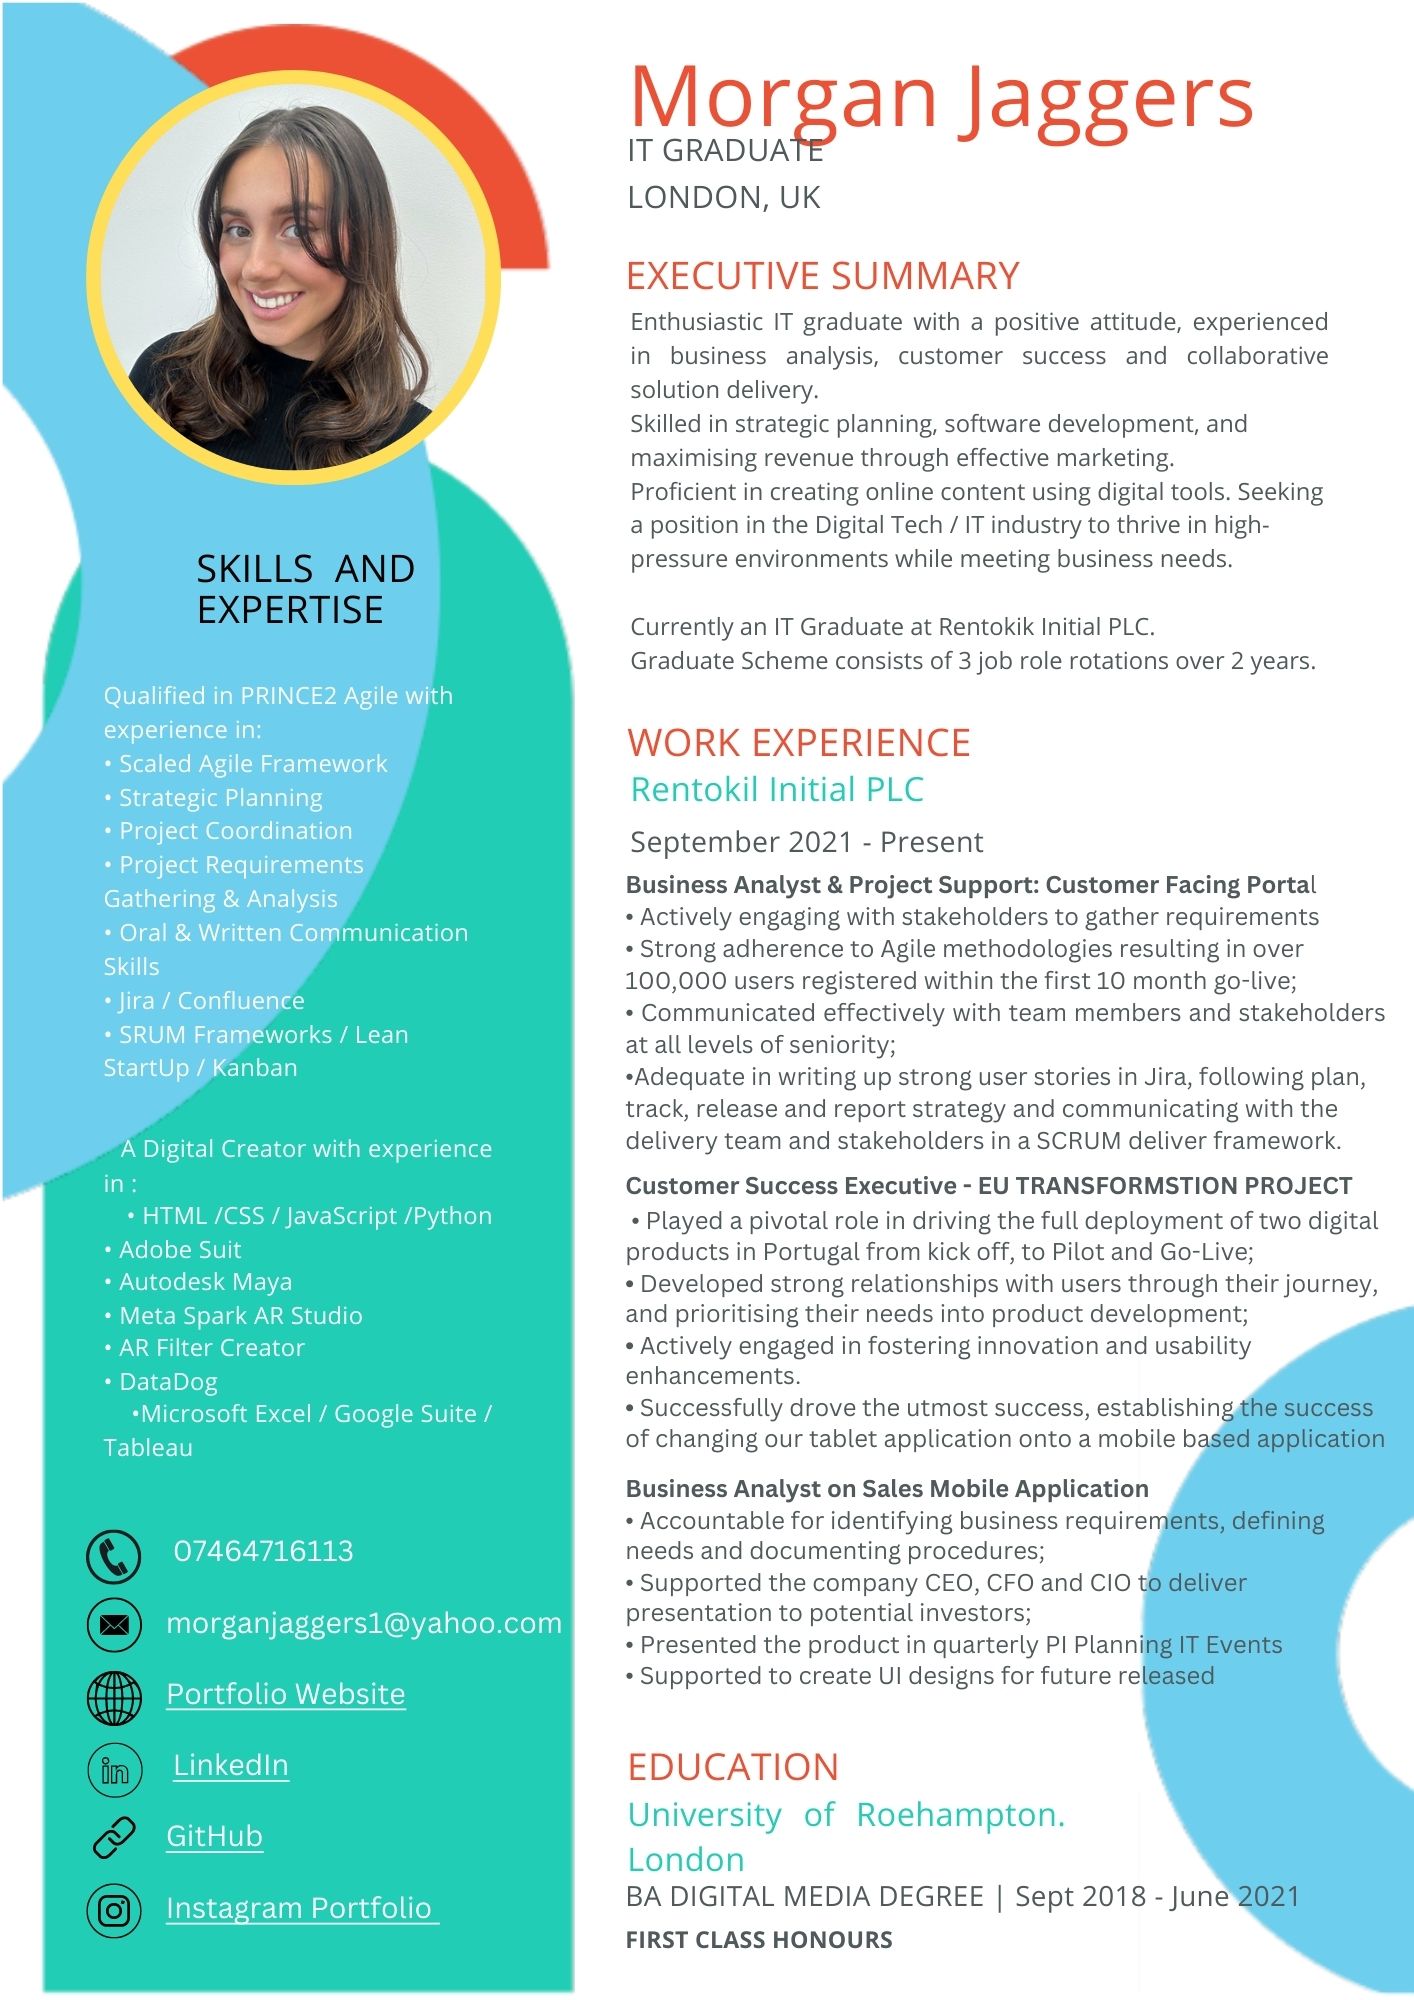 Morgan Jaggers
IT GRADUATE
LONDON, UK
EXECUTIVE SUMMARY
Enthusiastic IT graduate with a positive attitude, experienced
in business analysis, customer success and collaborative
solution delivery.
Skilled in strategic planning, software development, and
maximising revenue through effective marketing.
Proficient in creating online content using digital tools. Seeking
a position in the Digital Tech / IT industry to thrive in high-
pressure environments while meeting business needs.
Currently an IT Graduate at Rentokik Initial PLC.
Graduate Scheme consists of 3 job role rotations over 2 years.
WORK EXPERIENCE
Rentokil Initial PLC
September 2021 - Present
Business Analyst & Project Support: Customer Facing Portal
• Actively engaging with stakeholders to gather requirements
• Strong adherence to Agile methodologies resulting in over
100,000 users registered within the first 10 month go-live;
• Communicated effectively with team members and stakeholders
at all levels of seniority;
•Adequate in writing up strong user stories in Jira, following plan,
track, release and report strategy and communicating with the
delivery team and stakeholders in a SCRUM deliver framework.
Customer Success Executive - EU TRANSFORMSTION PROJECT
• Played a pivotal role in driving the full deployment of two digital
products in Portugal from kick off, to Pilot and Go-Live;
• Developed strong relationships with users through their journey,
and prioritising their needs into product development;
• Actively engaged in fostering innovation and usability
enhancements.
• Successfully drove the utmost success, establishing the success
of changing our tablet application onto a mobile based application
Business Analyst on Sales Mobile Application
• Accountable for identifying business requirements, defining
needs and documenting procedures;
• Supported the company CEO, CFO and CIO to deliver
presentation to potential investors;
• Presented the product in quarterly PI Planning IT Events
• Supported to create UI designs for future released
EDUCATION
University of Roehampton.
London
BA DIGITAL MEDIA DEGREE | Sept 2018 - June 2021
FIRST CLASS HONOURS
SKILLS AND
EXPERTISE
Qualified in PRINCE2 Agile with
experience in:
• Scaled Agile Framework
• Strategic Planning
• Project Coordination
• Project Requirements
Gathering & Analysis
• Oral & Written Communication
Skills
• Jira / Confluence
• SRUM Frameworks / Lean
StartUp / Kanban
A Digital Creator with experience
in :
• HTML /CSS / JavaScript /Python
• Adobe Suit
• Autodesk Maya
• Meta Spark AR Studio
• AR Filter Creator
• DataDog
•Microsoft Excel / Google Suite /
Tableau
07464716113
morganjaggers1@yahoo.com
Portfolio Website
in LinkedIn
GitHub
Instagram Portfolio